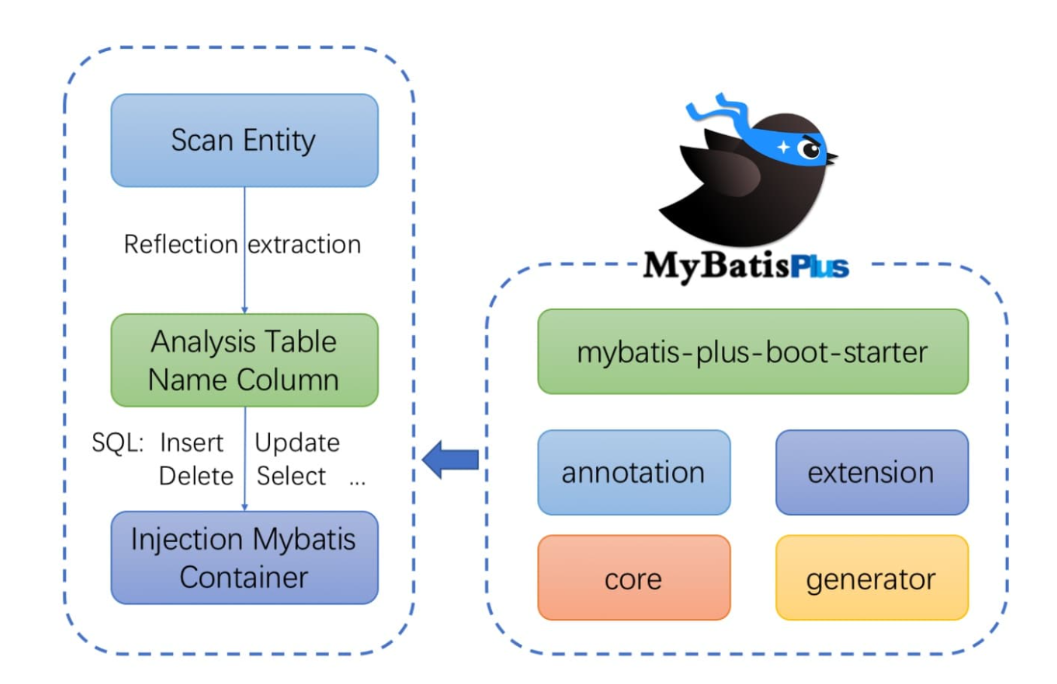 Scan Entity
Reflection extraction
Analysis Table
Name Column
SQL: Insert Update
Delete Select ...
Injection Mybatis
Container
MyBatisPlus
mybatis-plus-boot-starter
annotation extension
core generator